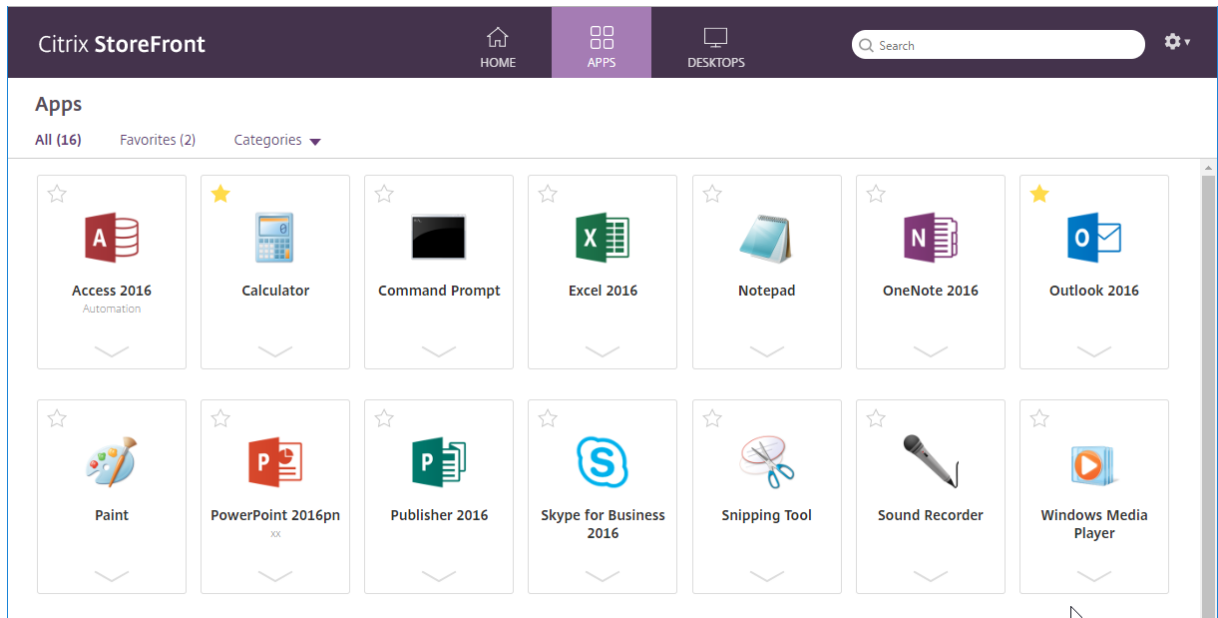 Citrix StoreFront
HOME
APPS
DESKTOPS
Search
Apps
All (16)
Favorites (2)
Categories
Access 2016
Automation
Calculator
Command Prompt
Excel 2016
Notepad
OneNote 2016
Outlook 2016
Paint
PowerPoint 2016pn
xx
Publisher 2016
Skype for Business
2016
Snipping Tool
Sound Recorder
Windows Media
Player